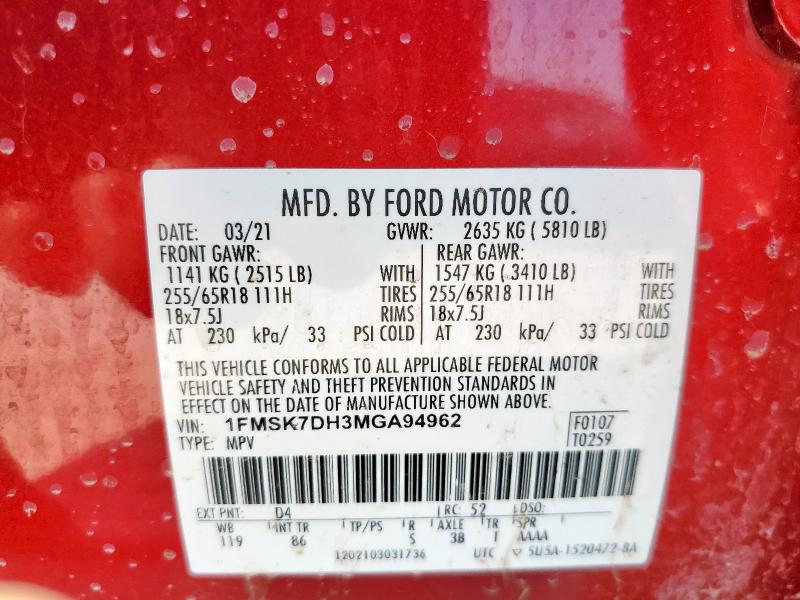 MFD. BY FORD MOTOR CO.
DATE: 03/21 GVWR: 2635 KG ( 5810 LB)
FRONT GAWR: REAR GAWR:
1141 KG ( 2515 LB) WITH 1547 KG ( 3410 LB) WITH
255/65R18 111H TIRES 255/65R18 111H TIRES
18x7.5J RIMS 18x7.5J RIMS
AT 230 kPa/ 33 PSI COLD AT 230 kPa/ 33 PSI COLD
THIS VEHICLE CONFORMS TO ALL APPLICABLE FEDERAL MOTOR
VEHICLE SAFETY AND THEFT PREVENTION STANDARDS IN
EFFECT ON THE DATE OF MANUFACTURE SHOWN ABOVE.
VIN: 1FMSK7DH3MGA94962 F0107
TYPE: MPV T0259
EXT PNT: D4 RC: 52 DSO:
WB INT TR TP/PS R AXLE TR SPR
119 86 S 3B T AAAA
1202103031736 UTC 5U5A-1520472-BA